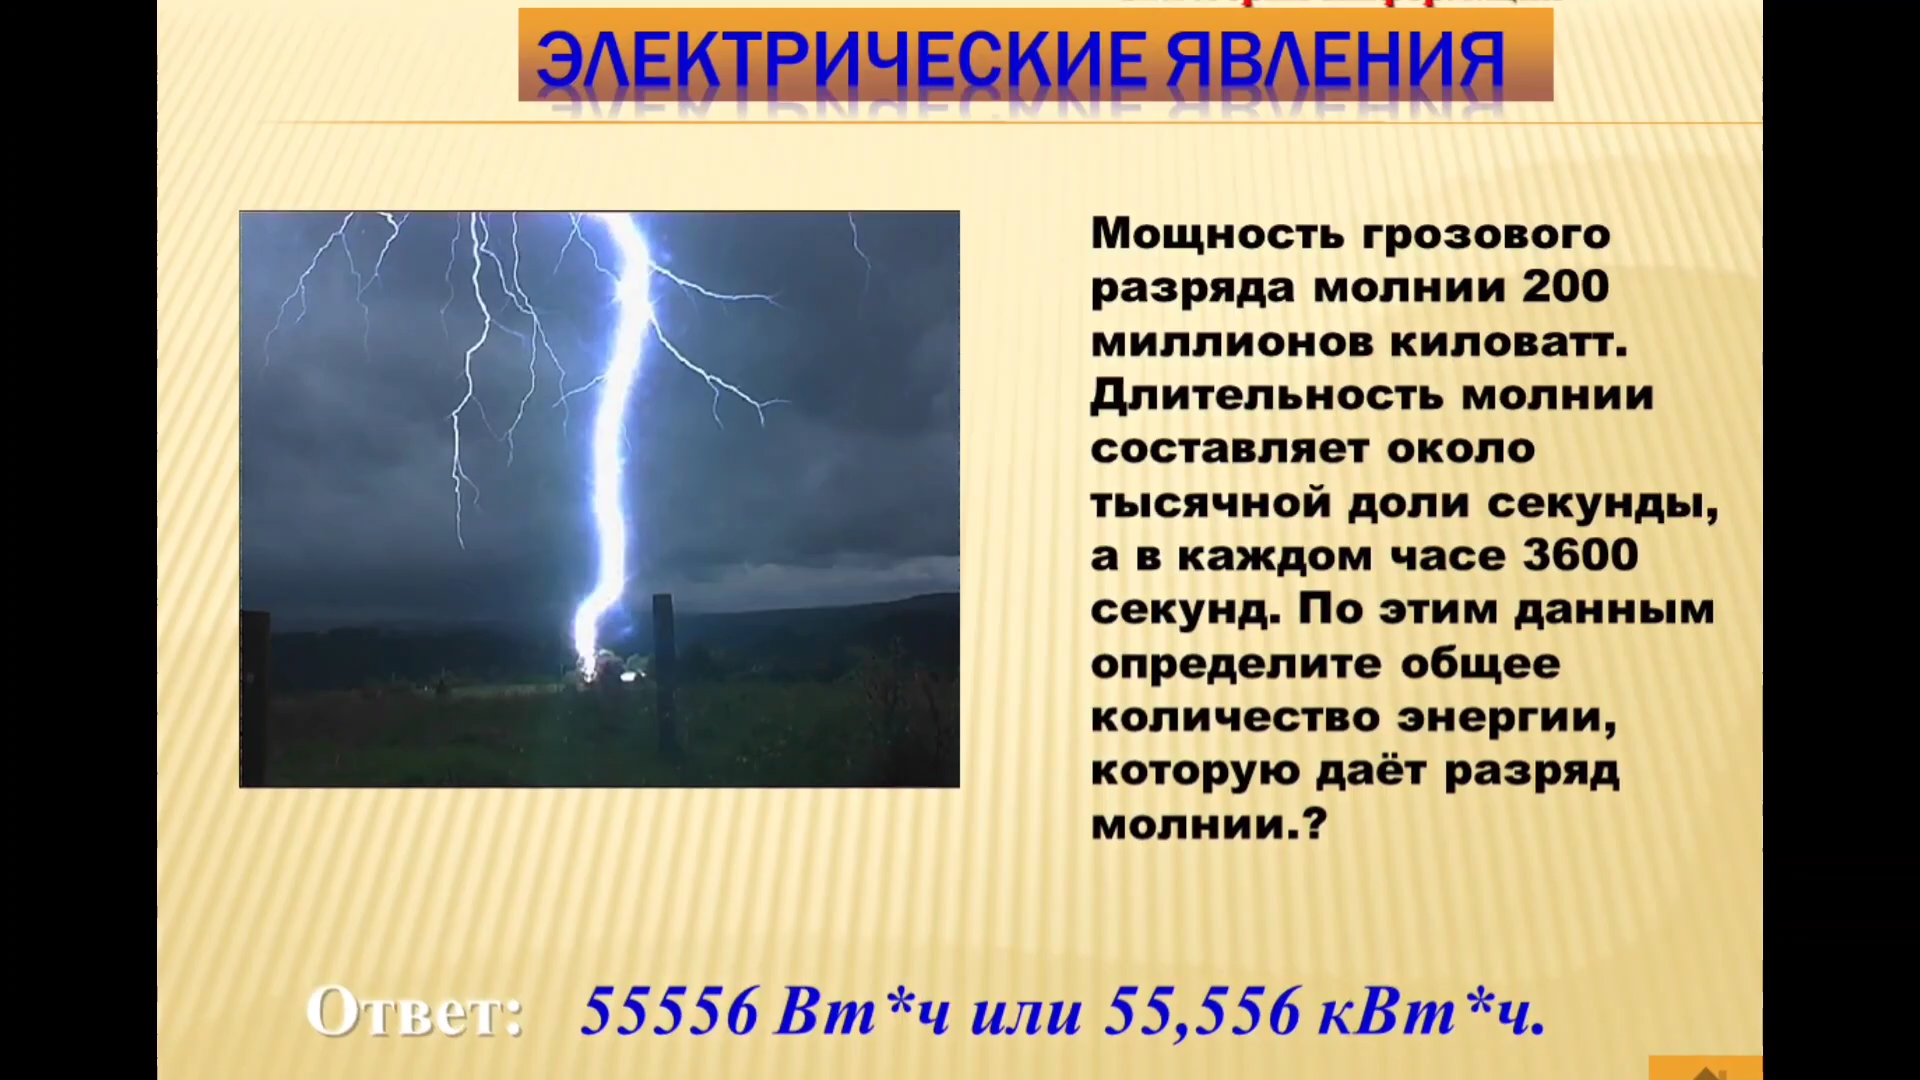 ЭЛЕКТРИЧЕСКИЕ ЯВЛЕНИЯ
Мощность грозового
разряда молнии 200
миллионов киловатт.
Длительность молнии
составляет около
тысячной доли секунды,
а в каждом часе 3600
секунд. По этим данным
определите общее
количество энергии,
которую даёт разряд
молнии.?
Ответ: 55556 Вт*ч или 55,556 кВт*ч.